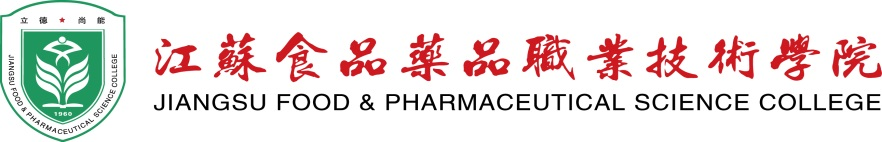 立德★尚能
JIANGSU FOOD & PHARMACEUTICAL SCIENCE COLLEGE
1960
江蘇食品藥品職業技術學院
JIANGSU FOOD & PHARMACEUTICAL SCIENCE COLLEGE